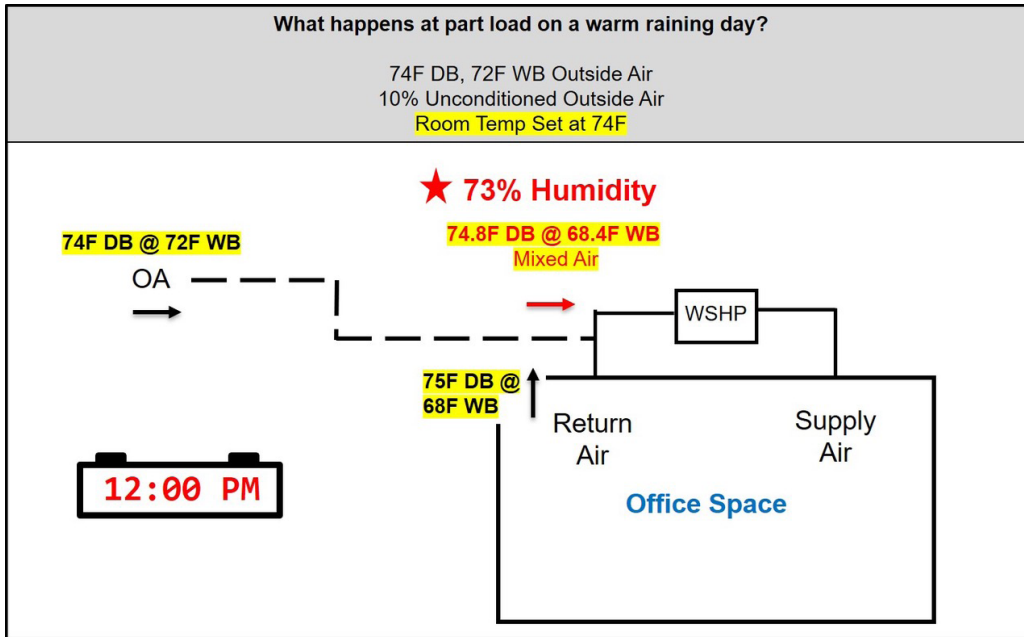 What happens at part load on a warm raining day?
74F DB, 72F WB Outside Air
10% Unconditioned Outside Air
Room Temp Set at 74F
★ 73% Humidity
74F DB @ 72F WB
OA
74.8F DB @ 68.4F WB
Mixed Air
WSHP
75F DB @
68F WB
Return
Air
Supply
Air
Office Space
12:00 PM